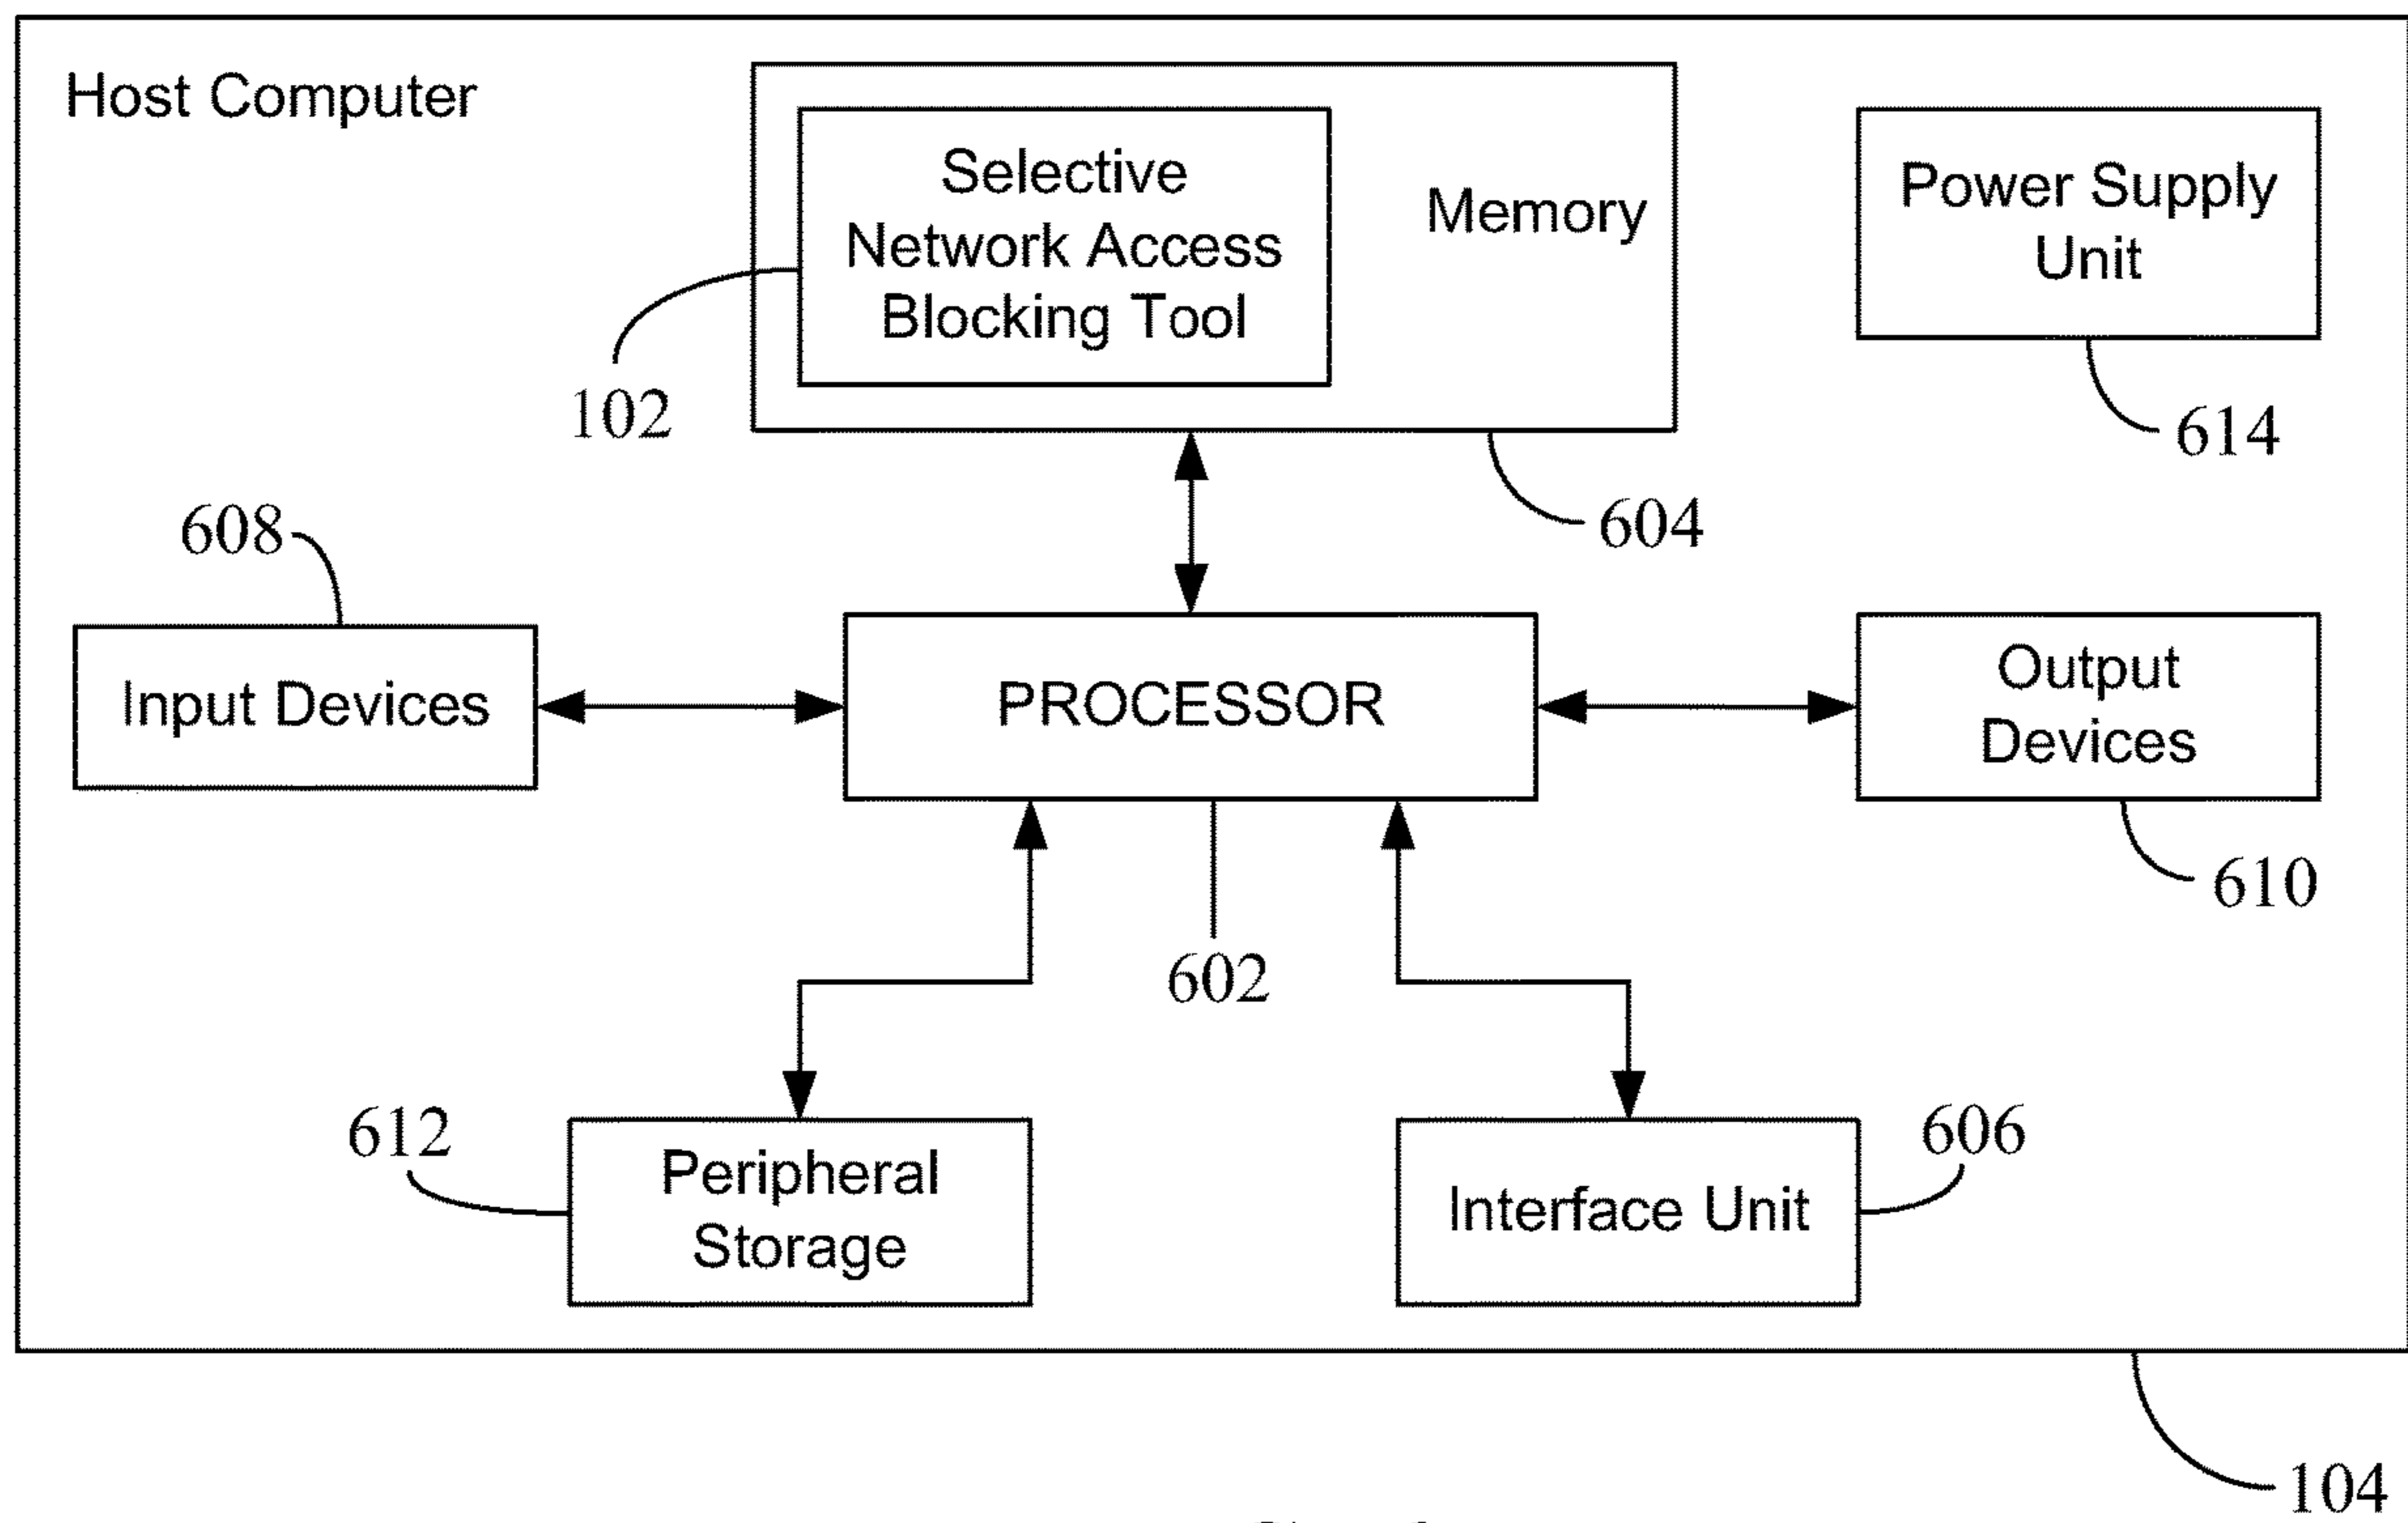 Host Computer
Selective
Network Access
Blocking Tool
Memory
Power Supply
Unit
102
614
604
608
Input Devices
PROCESSOR
Output
Devices
610
602
612
Peripheral
Storage
Interface Unit
606
104